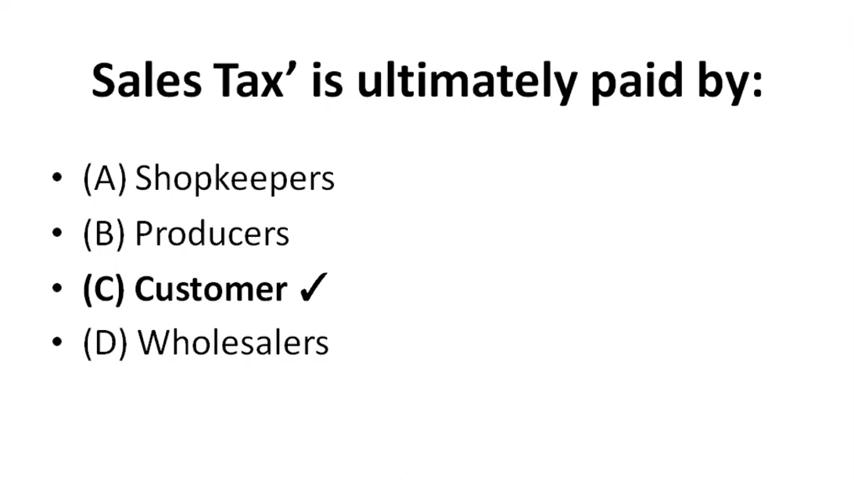 Sales Tax’ is ultimately paid by:
• (A) Shopkeepers
• (B) Producers
• (C) Customer ✓
• (D) Wholesalers